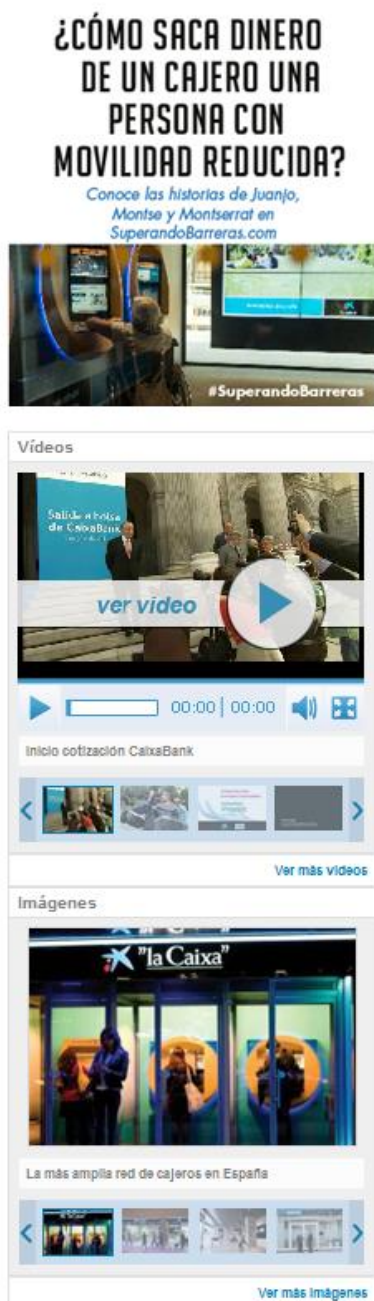 ¿CÓMO SACA DINERO
DE UN CAJERO UNA
PERSONA CON
MOVILIDAD REDUCIDA?
Conoce las historias de Juanjo,
Montse y Montserrat en
SuperandoBarreras.com
#SuperandoBarreras
Vídeos
Salida a bolsa
de CaixaBank
ver vídeo
00:00 | 00:00
Inicio cotización CaixaBank
Ver más vídeos
Imágenes
"la Caixa"
La más amplia red de cajeros en España
Ver más imágenes